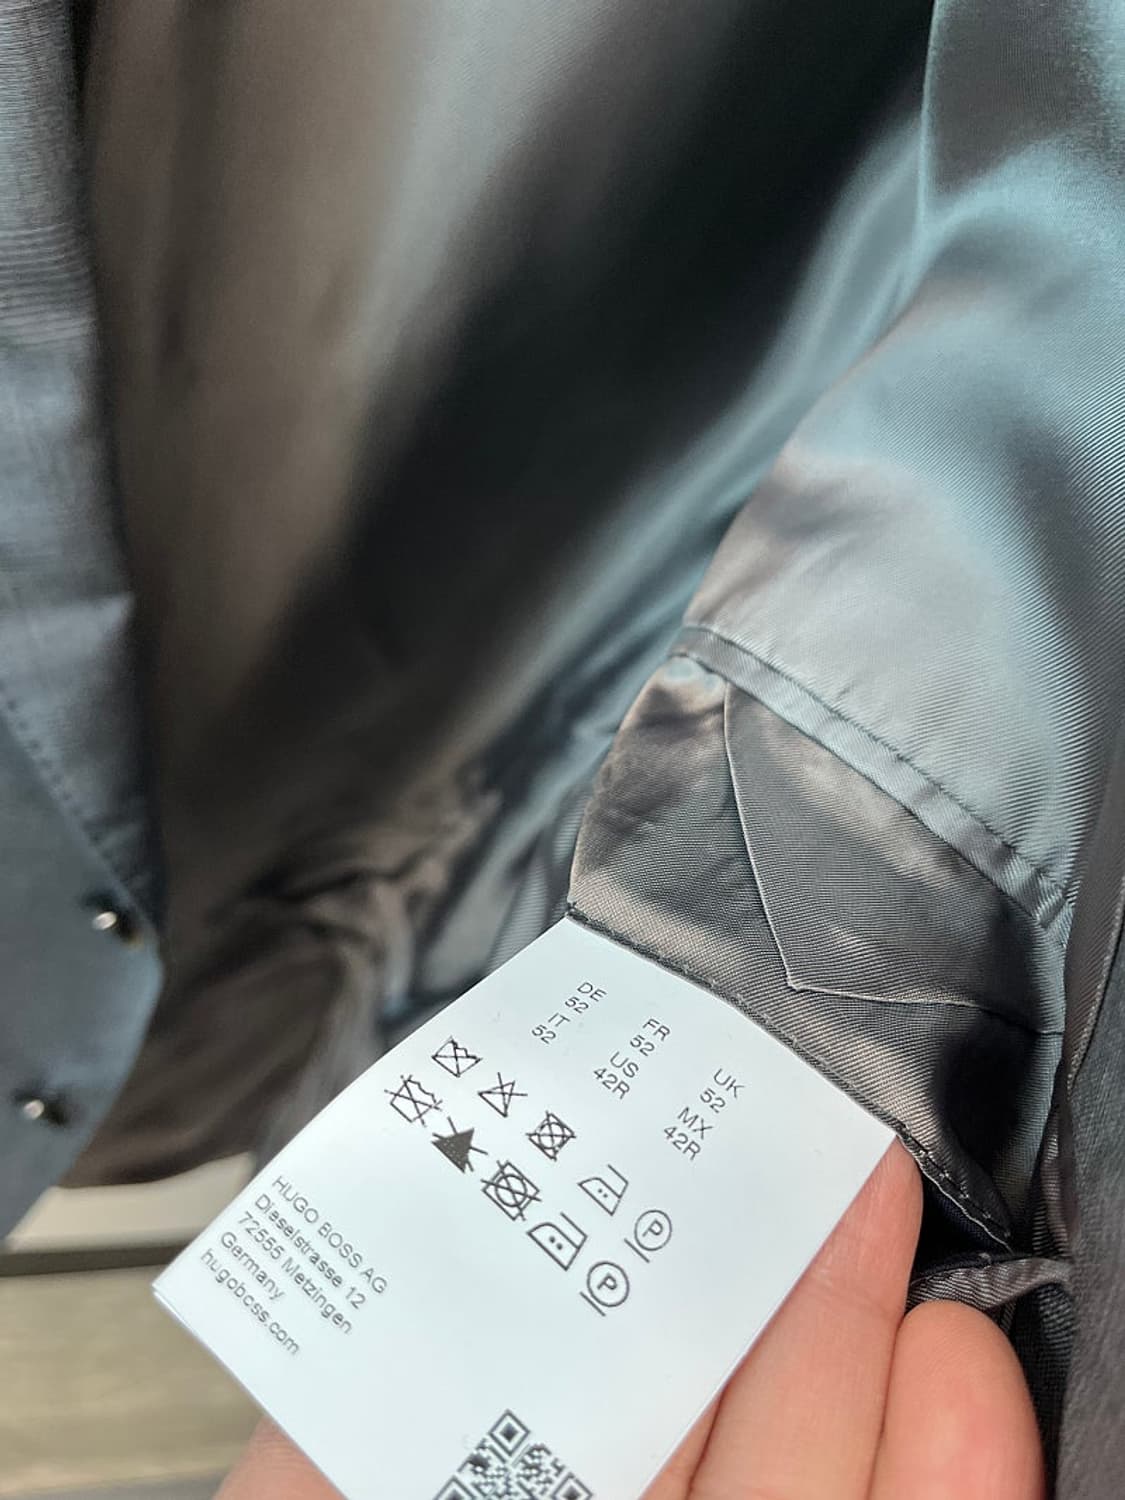 DE FR UK
52 52 52
IT US MX
52 42R 42R
P
P
HUGO BOSS AG
Dieselstrasse 12
72555 Metzingen
Germany
hugoboss.com